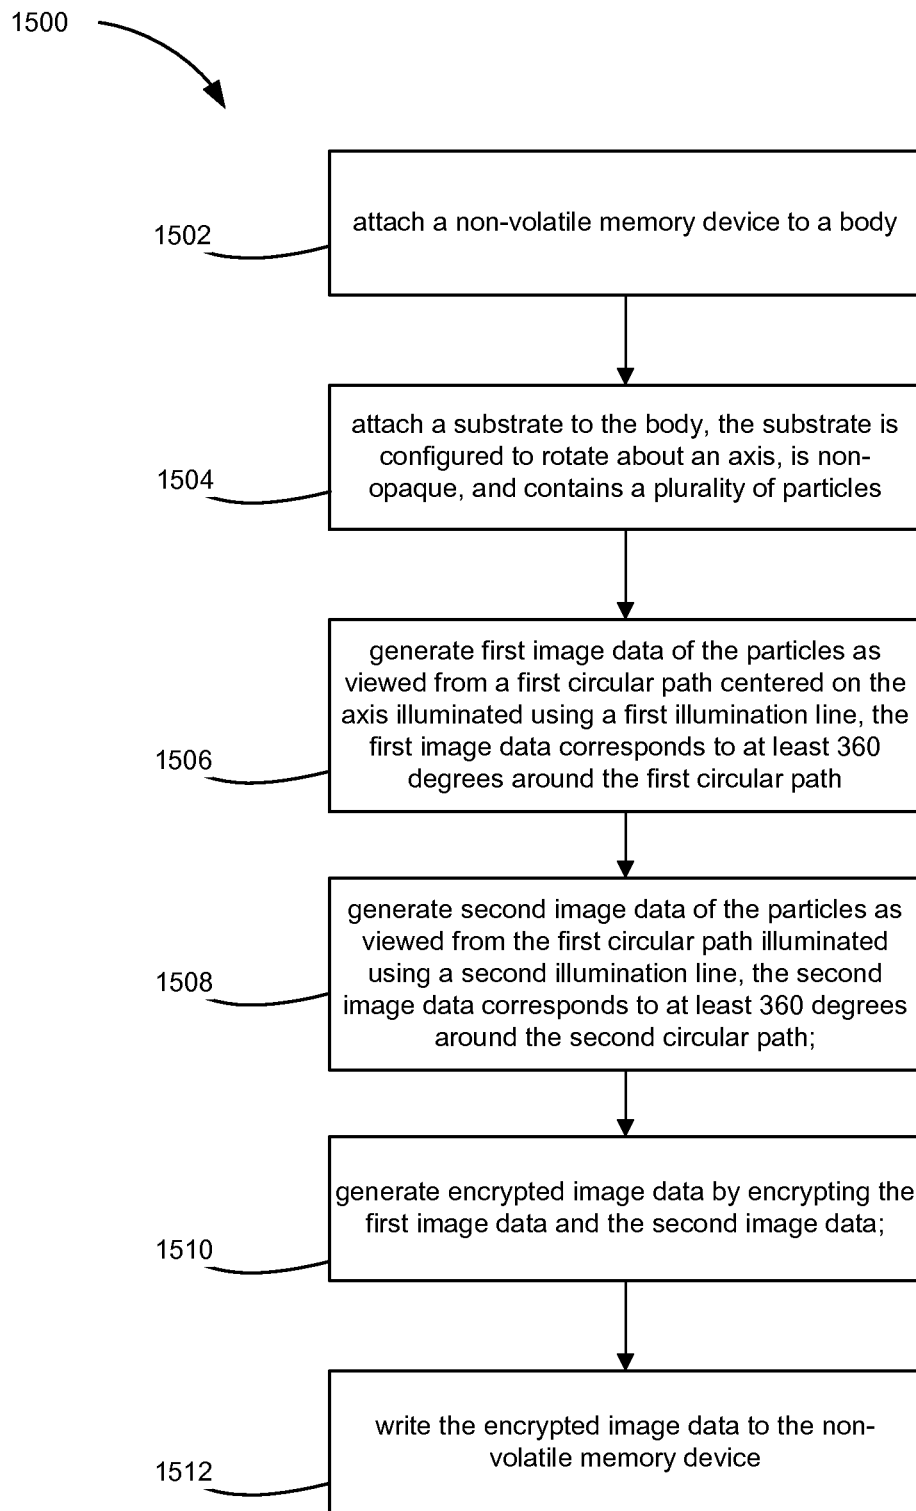 1500
1502
attach a non-volatile memory device to a body
1504
attach a substrate to the body, the substrate is
configured to rotate about an axis, is non-
opaque, and contains a plurality of particles
1506
generate first image data of the particles as
viewed from a first circular path centered on the
axis illuminated using a first illumination line, the
first image data corresponds to at least 360
degrees around the first circular path
1508
generate second image data of the particles as
viewed from the first circular path illuminated
using a second illumination line, the second
image data corresponds to at least 360 degrees
around the second circular path;
1510
generate encrypted image data by encrypting the
first image data and the second image data;
1512
write the encrypted image data to the non-
volatile memory device